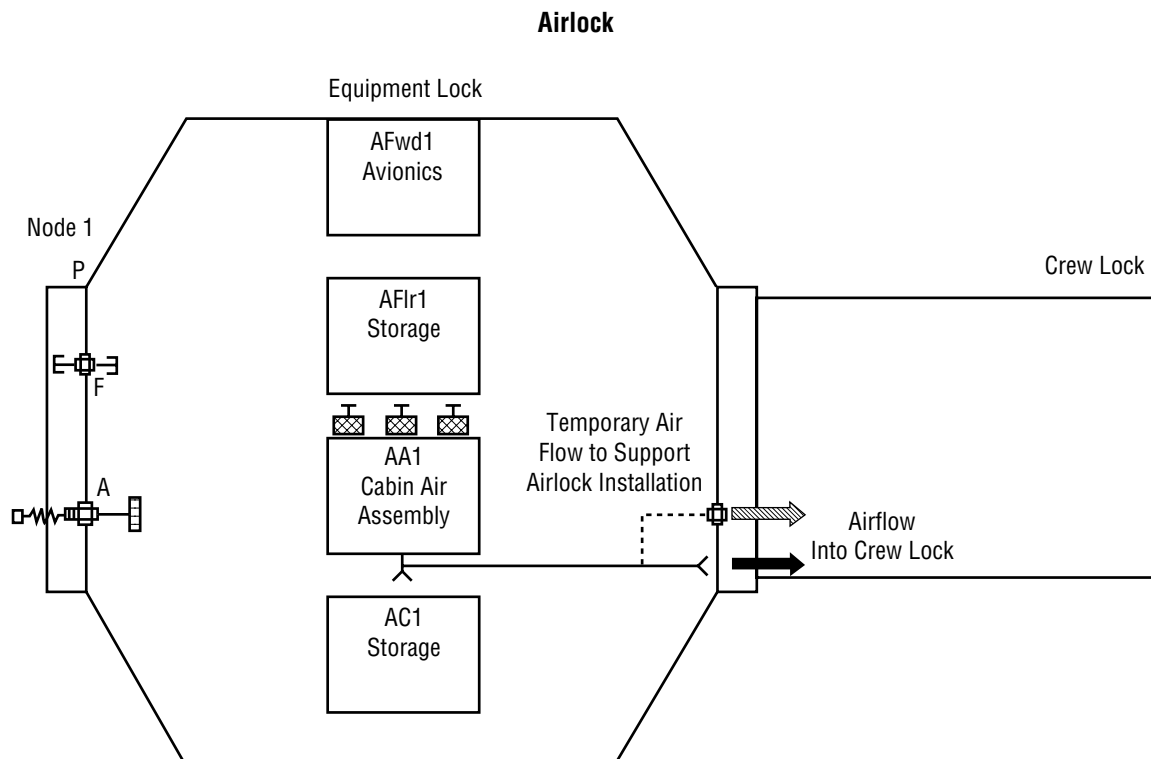 Airlock
Equipment Lock
AFwd1
Avionics
Node 1
P
Crew Lock
AFlr1
Storage
F
Temporary Air
Flow to Support
Airlock Installation
AA1
Cabin Air
Assembly
A
Airflow
Into Crew Lock
AC1
Storage